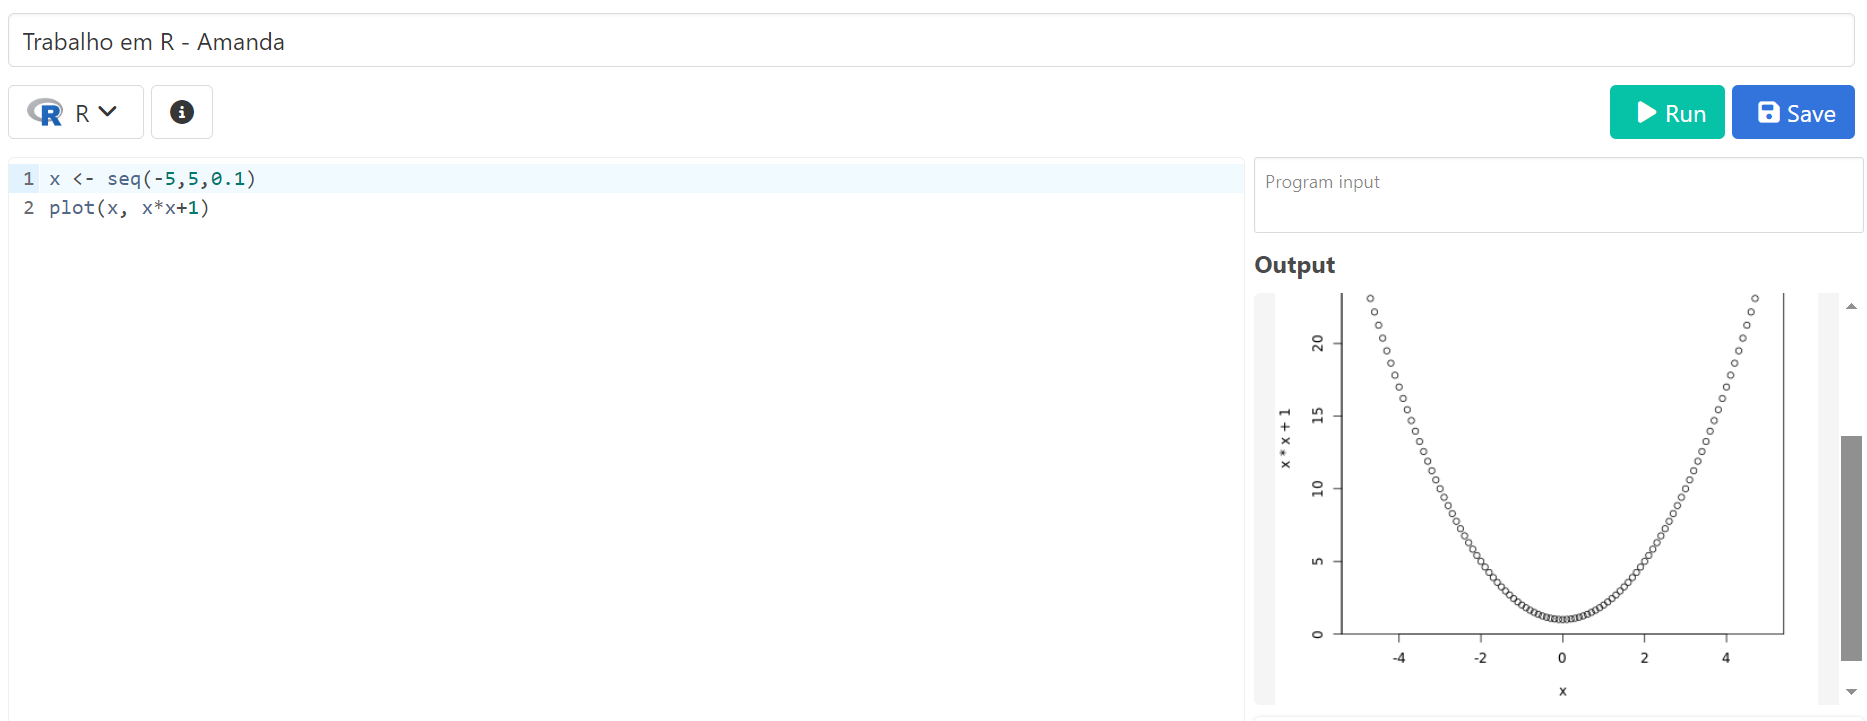 Trabalho em R - Amanda
R R
Run
Save
1 x <- seq(-5,5,0.1)
2 plot(x, x*x+1)
Program input
Output
20
15
10
5
0
x * x + 1
-4 -2 0 2 4
x